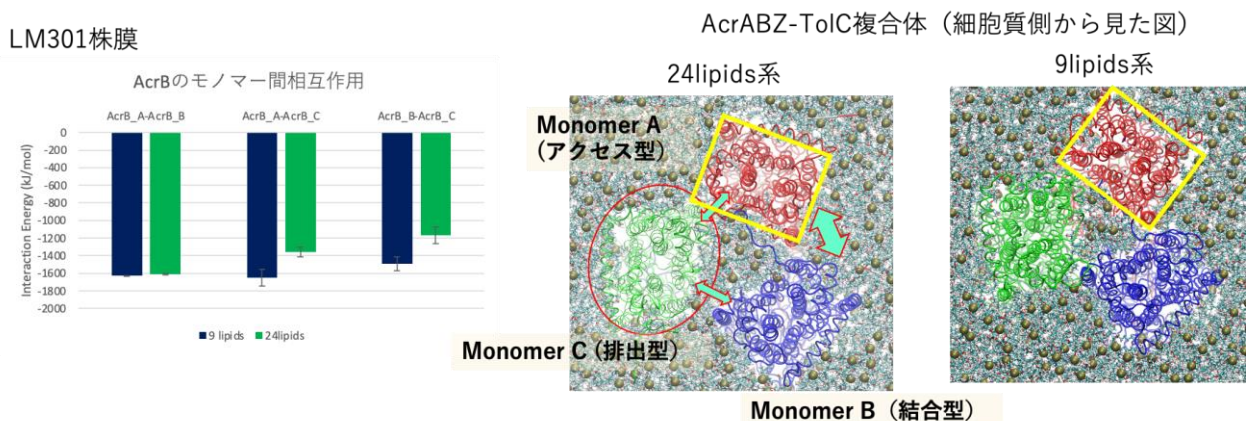 LM301株膜
AcrBのモノマー間相互作用
AcrB_A-AcrB_B
AcrB_A-AcrB_C
AcrB_B-AcrB_C
Interaction Energy (kJ/mol)
0
-200
-400
-600
-800
-1000
-1200
-1400
-1600
-1800
-2000
9 lipids
24lipids
AcrABZ-TolC複合体（細胞質側から見た図）
24lipids系
9lipids系
Monomer A
(アクセス型)
Monomer C (排出型)
Monomer B（結合型）